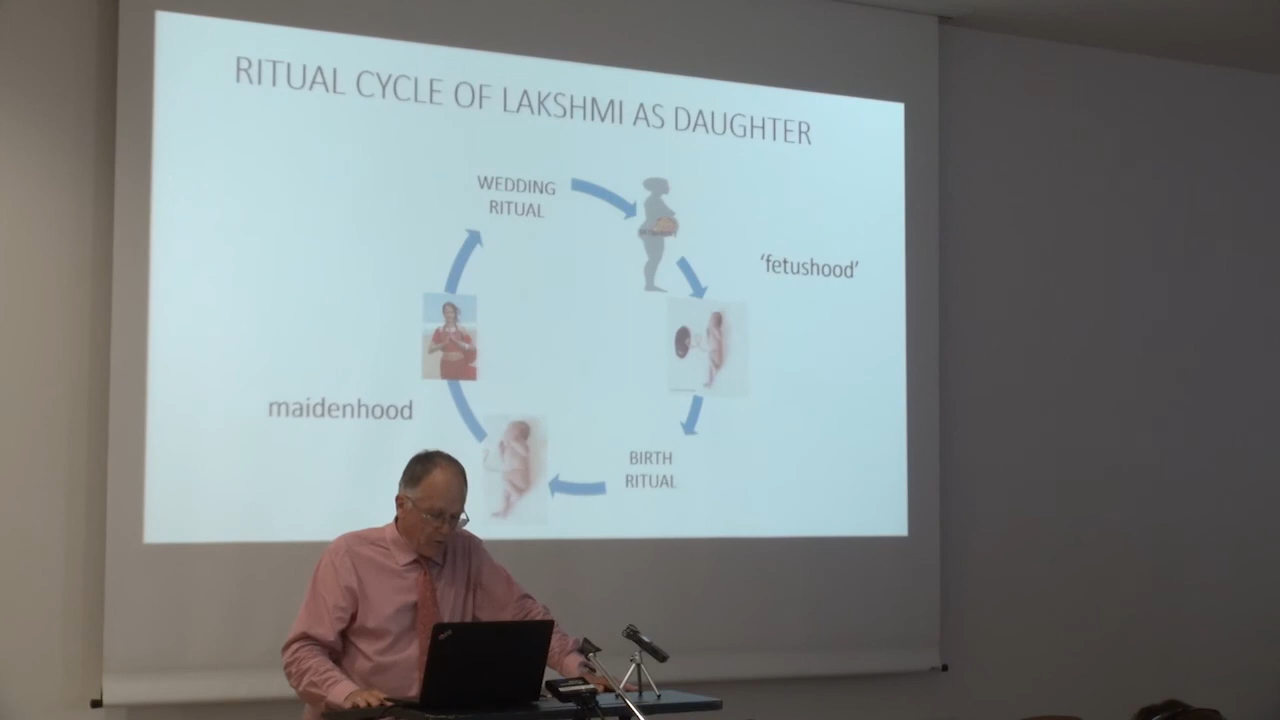 RITUAL CYCLE OF LAKSHMI AS DAUGHTER
WEDDING
RITUAL
‘fetushood’
maidenhood
BIRTH
RITUAL